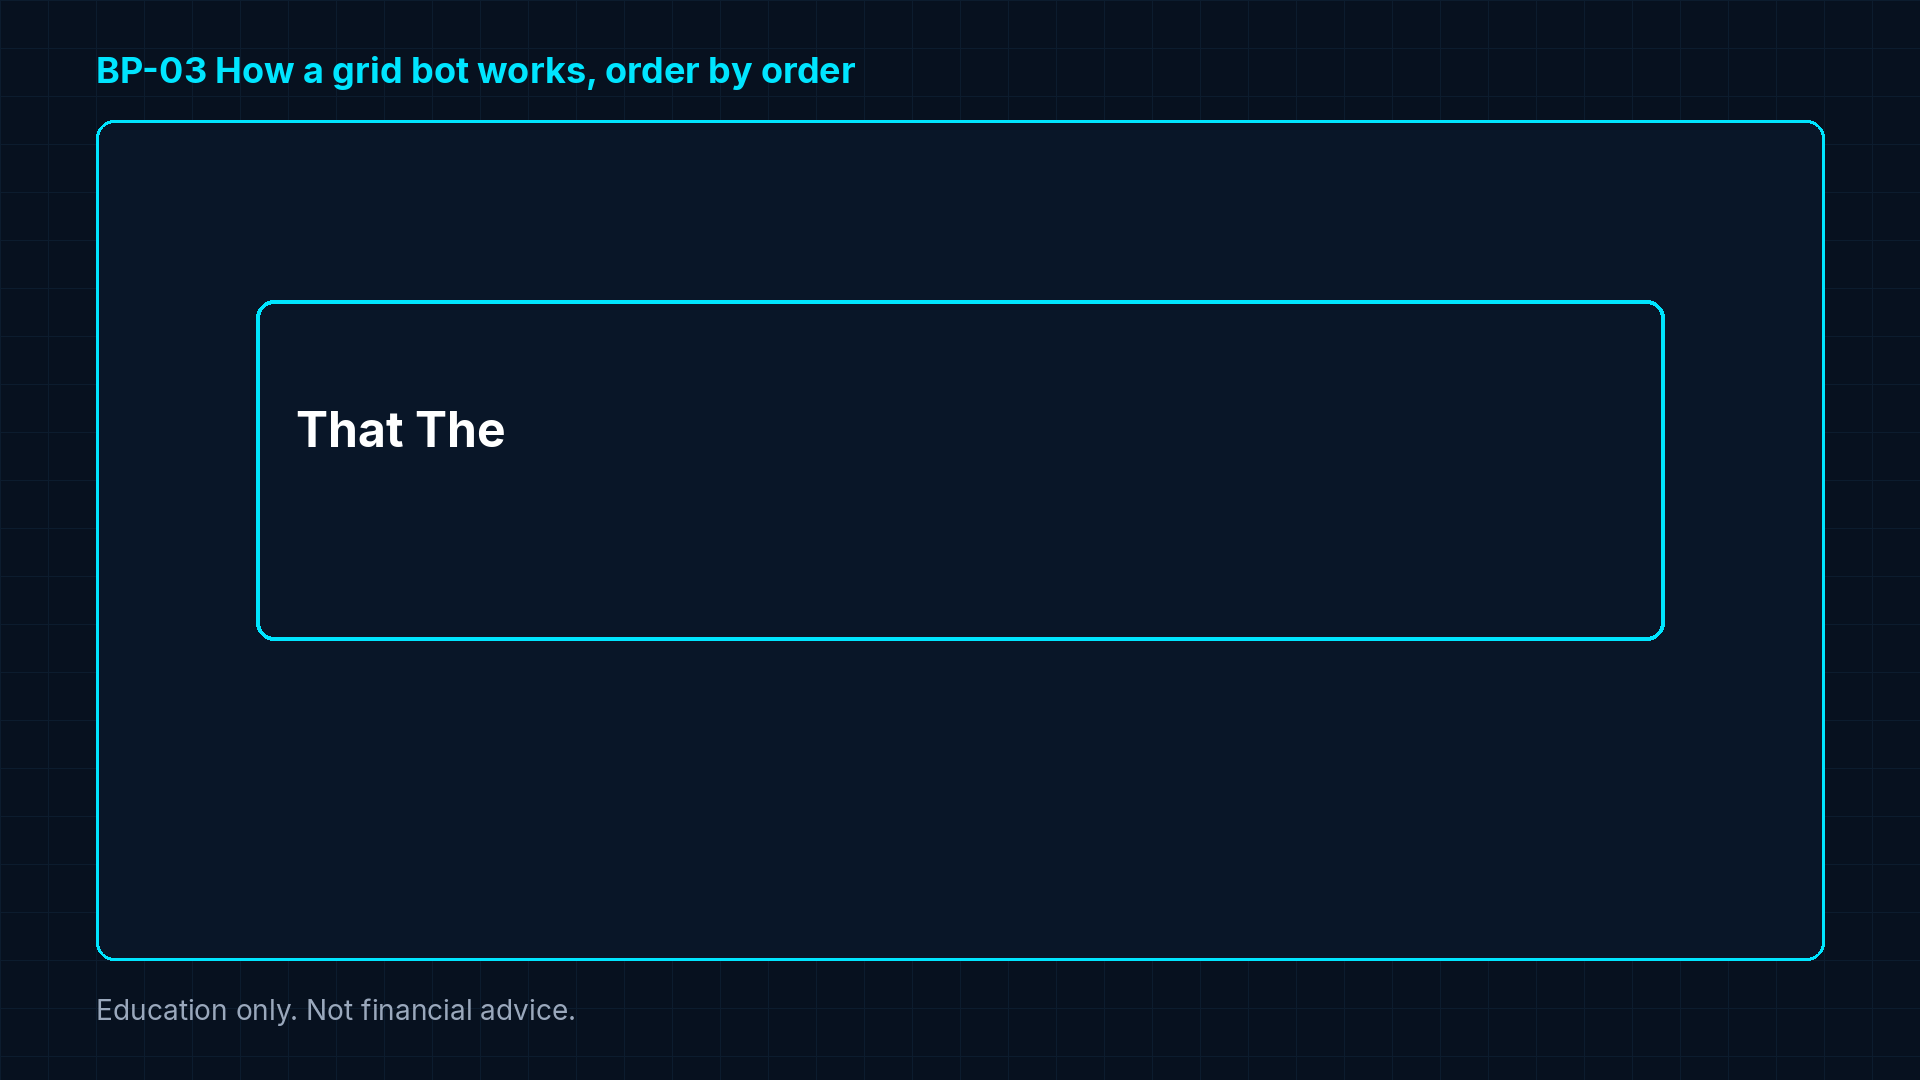 BP-03 How a grid bot works, order by order
That The
Education only. Not financial advice.